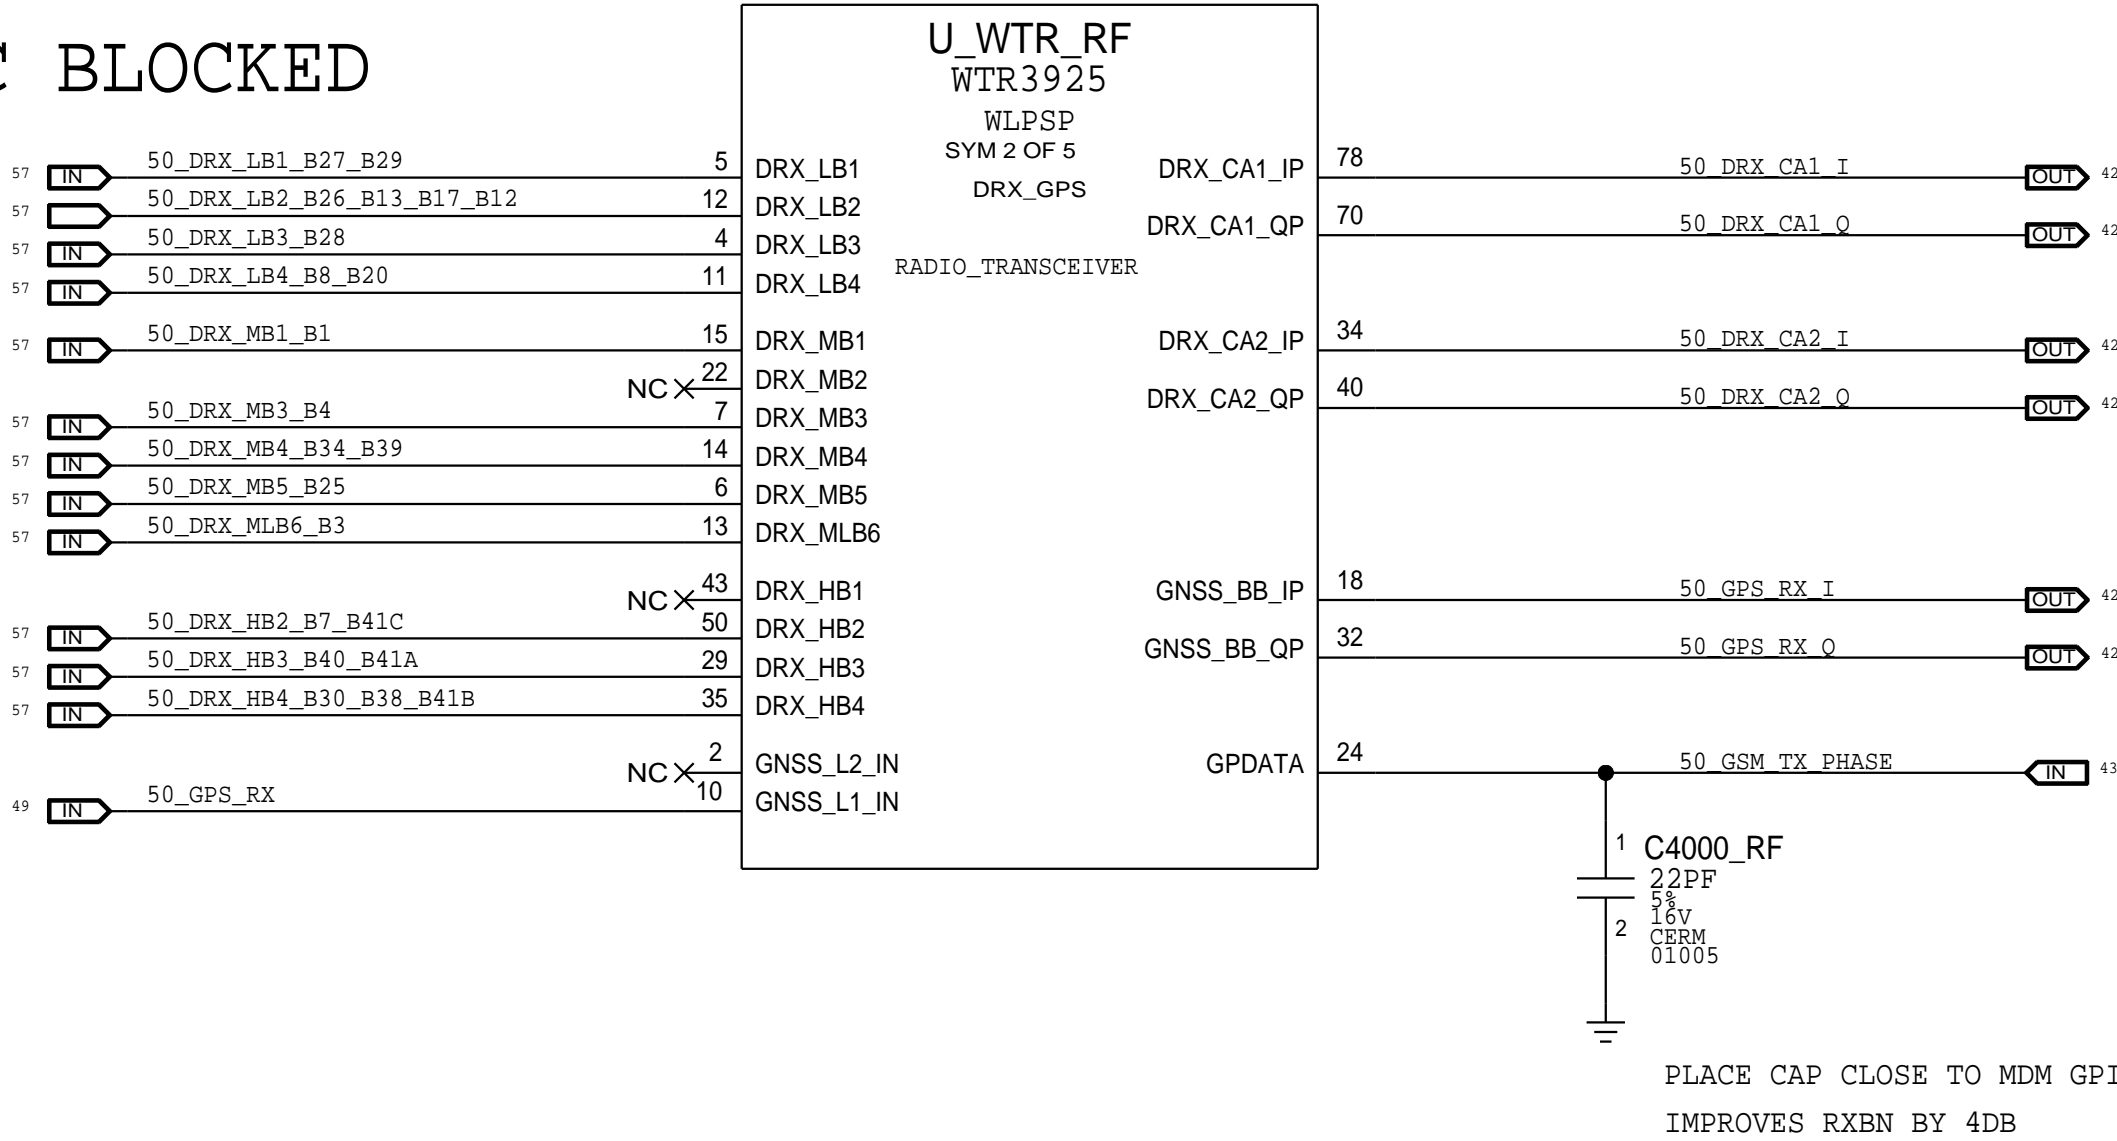 BLOCKED
U_WTR_RF
WTR3925
WLPSP
SYM 2 OF 5
DRX_GPS
RADIO_TRANSCEIVER
57 IN 50_DRX_LB1_B27_B29 5 DRX_LB1
57 50_DRX_LB2_B26_B13_B17_B12 12 DRX_LB2
57 IN 50_DRX_LB3_B28 4 DRX_LB3
57 IN 50_DRX_LB4_B8_B20 11 DRX_LB4
57 IN 50_DRX_MB1_B1 15 DRX_MB1
NC 22 DRX_MB2
57 IN 50_DRX_MB3_B4 7 DRX_MB3
57 IN 50_DRX_MB4_B34_B39 14 DRX_MB4
57 IN 50_DRX_MB5_B25 6 DRX_MB5
57 IN 50_DRX_MLB6_B3 13 DRX_MLB6
NC 43 DRX_HB1
57 IN 50_DRX_HB2_B7_B41C 50 DRX_HB2
57 IN 50_DRX_HB3_B40_B41A 29 DRX_HB3
57 IN 50_DRX_HB4_B30_B38_B41B 35 DRX_HB4
NC 2 GNSS_L2_IN
49 IN 50_GPS_RX 10 GNSS_L1_IN
DRX_CA1_IP 78 50_DRX_CA1_I OUT 42
DRX_CA1_QP 70 50_DRX_CA1_Q OUT 42
DRX_CA2_IP 34 50_DRX_CA2_I OUT 42
DRX_CA2_QP 40 50_DRX_CA2_Q OUT 42
GNSS_BB_IP 18 50_GPS_RX_I OUT 42
GNSS_BB_QP 32 50_GPS_RX_Q OUT 42
GPDATA 24 50_GSM_TX_PHASE IN 43
1 C4000_RF
22PF
5%
16V
2 CERM
01005
PLACE CAP CLOSE TO MDM GPI
IMPROVES RXBN BY 4DB